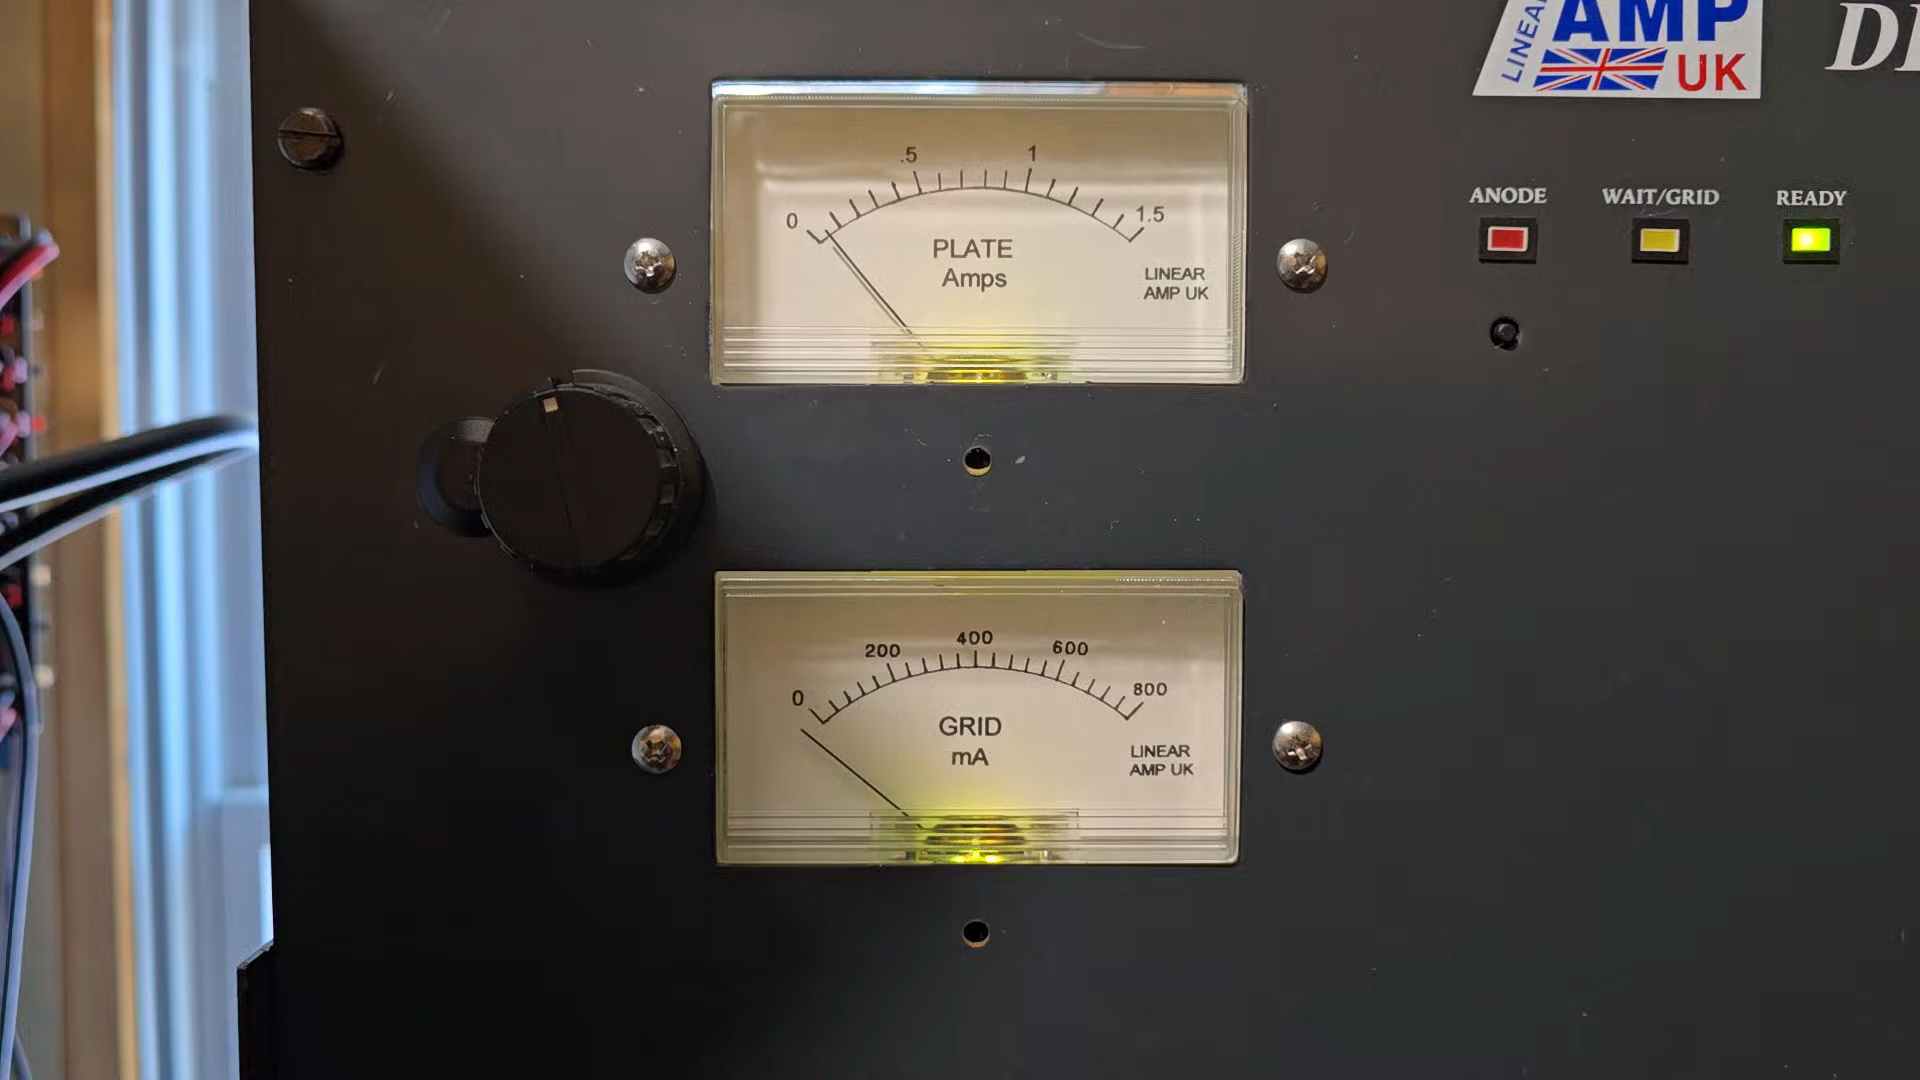 LINEAR
AMP
UK
ANODE
WAIT/GRID
READY
.5
1
0
1.5
PLATE
Amps
LINEAR
AMP UK
200
400
600
0
800
GRID
mA
LINEAR
AMP UK